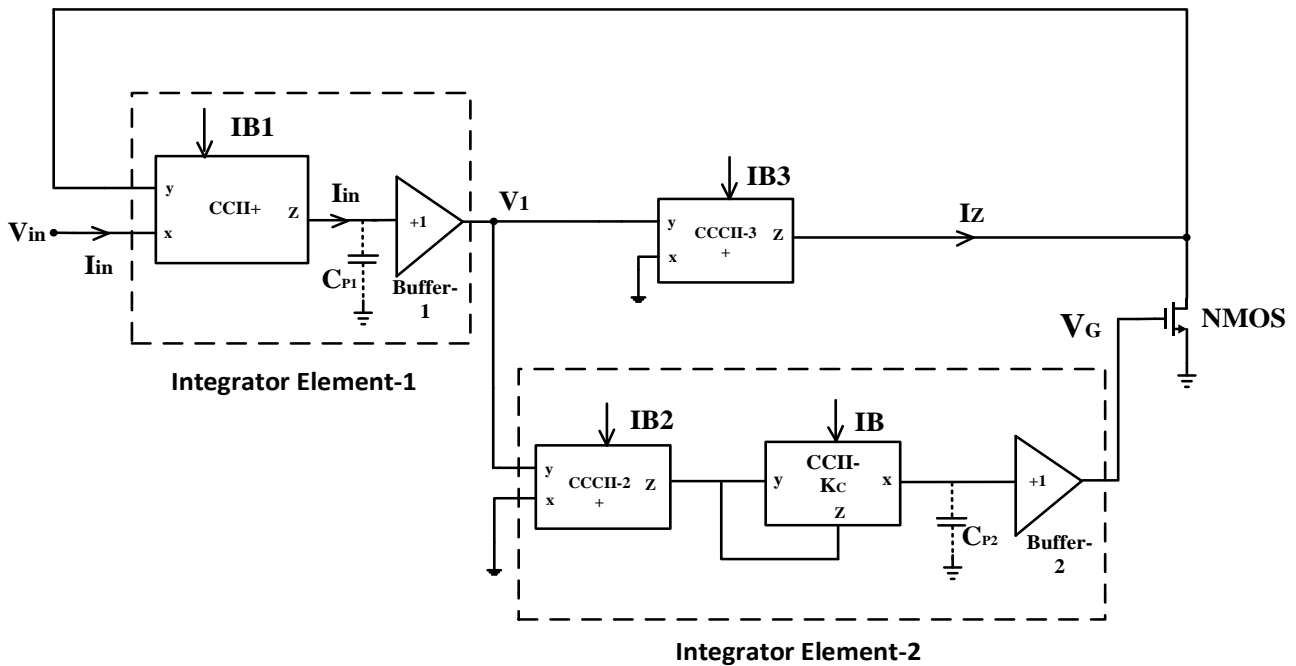 IB1
y
CCII+
Z
x
Vin
Iin
Iin
CP1
+1
Buffer-
1
V1
IB3
y
CCCII-3
Z
x
+
IZ
VG
NMOS
Integrator Element-1
IB2
y
CCCII-2
Z
x
+
IB
CCII-
KC
y
x
Z
CP2
+1
Buffer-
2
Integrator Element-2